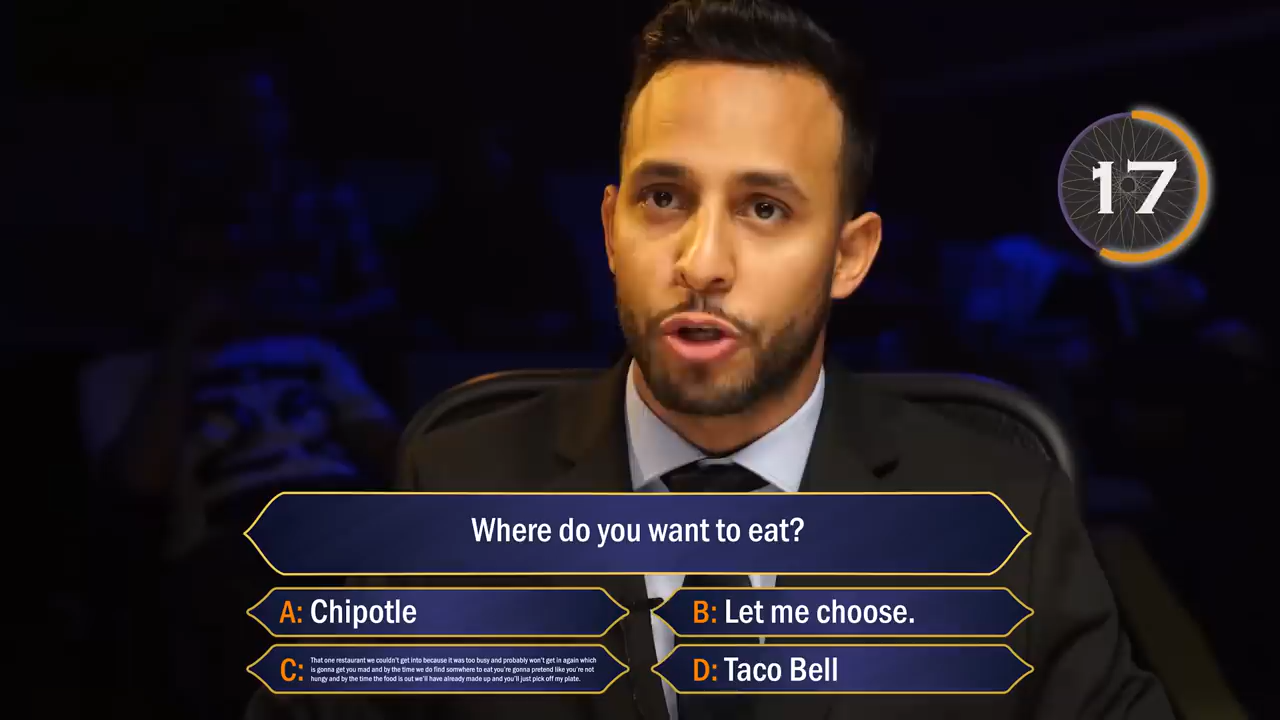 17
Where do you want to eat?
A: Chipotle
B: Let me choose.
C: That one restaurant we couldn't get into because it was too busy and probably won't get in again which
is gonna get you mad and by the time we do find somwhere to eat you're gonna pretend like you're not
hungry and by the time the food is out we'll have already made up and you'll just pick off my plate.
D: Taco Bell